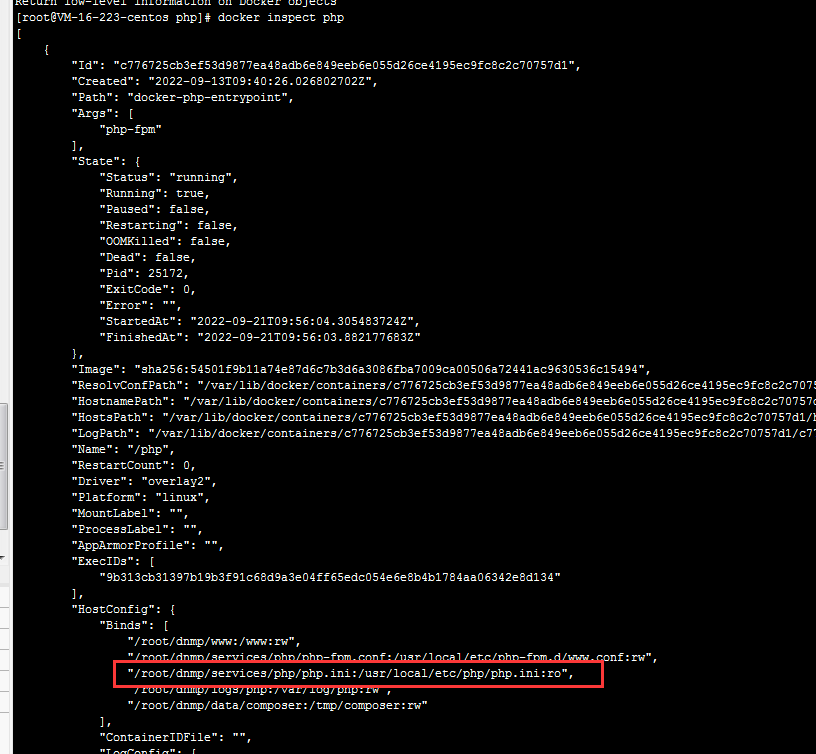 Return low-level information on Docker objects
[root@VM-16-223-centos php]# docker inspect php
[
{
"Id": "c776725cb3ef53d9877ea48adb6e849eeb6e055d26ce4195ec9fc8c2c70757d1",
"Created": "2022-09-13T09:40:26.026802702Z",
"Path": "docker-php-entrypoint",
"Args": [
"php-fpm"
],
"State": {
"Status": "running",
"Running": true,
"Paused": false,
"Restarting": false,
"OOMKilled": false,
"Dead": false,
"Pid": 25172,
"ExitCode": 0,
"Error": "",
"StartedAt": "2022-09-21T09:56:04.305483724Z",
"FinishedAt": "2022-09-21T09:56:03.882177683Z"
},
"Image": "sha256:54501f9b11a74e87d6c7b3d6a3086fba7009ca00506a72441ac9630536c15494",
"ResolvConfPath": "/var/lib/docker/containers/c776725cb3ef53d9877ea48adb6e849eeb6e055d26ce4195ec9fc8c2c7075
"HostnamePath": "/var/lib/docker/containers/c776725cb3ef53d9877ea48adb6e849eeb6e055d26ce4195ec9fc8c2c70757d
"HostsPath": "/var/lib/docker/containers/c776725cb3ef53d9877ea48adb6e849eeb6e055d26ce4195ec9fc8c2c70757d1/h
"LogPath": "/var/lib/docker/containers/c776725cb3ef53d9877ea48adb6e849eeb6e055d26ce4195ec9fc8c2c70757d1/c77
"Name": "/php",
"RestartCount": 0,
"Driver": "overlay2",
"Platform": "linux",
"MountLabel": "",
"ProcessLabel": "",
"AppArmorProfile": "",
"ExecIDs": [
"9b313cb31397b19b3f91c68d9a3e04ff65edc054e6e8b4b1784aa06342e8d134"
],
"HostConfig": {
"Binds": [
"/root/dnmp/www:/www:rw",
"/root/dnmp/services/php/php-fpm.conf:/usr/local/etc/php-fpm.d/www.conf:rw",
"/root/dnmp/services/php/php.ini:/usr/local/etc/php/php.ini:ro",
"/root/dnmp/logs/php:/var/log/php:rw",
"/root/dnmp/data/composer:/tmp/composer:rw"
],
"ContainerIDFile": "",
"LogConfig": {